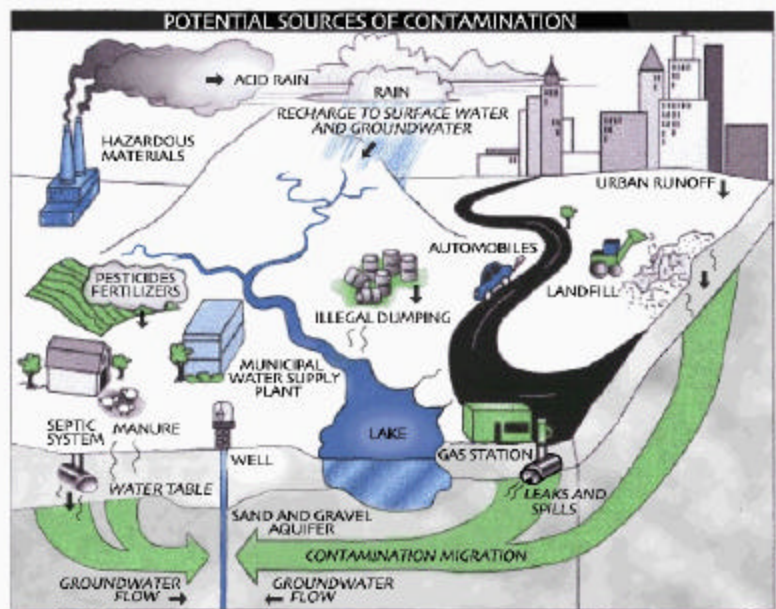 POTENTIAL SOURCES OF CONTAMINATION
ACID RAIN
RAIN
RECHARGE TO SURFACE WATER
AND GROUNDWATER
HAZARDOUS
MATERIALS
URBAN RUNOFF
AUTOMOBILES
PESTICIDES
FERTILIZERS
LANDFILL
ILLEGAL DUMPING
MUNICIPAL
WATER SUPPLY
PLANT
SEPTIC
SYSTEM
MANURE
LAKE
WELL
GAS STATION
WATER TABLE
LEAKS AND
SPILLS
SAND AND GRAVEL
AQUIFER
CONTAMINATION MIGRATION
GROUNDWATER
FLOW
GROUNDWATER
FLOW